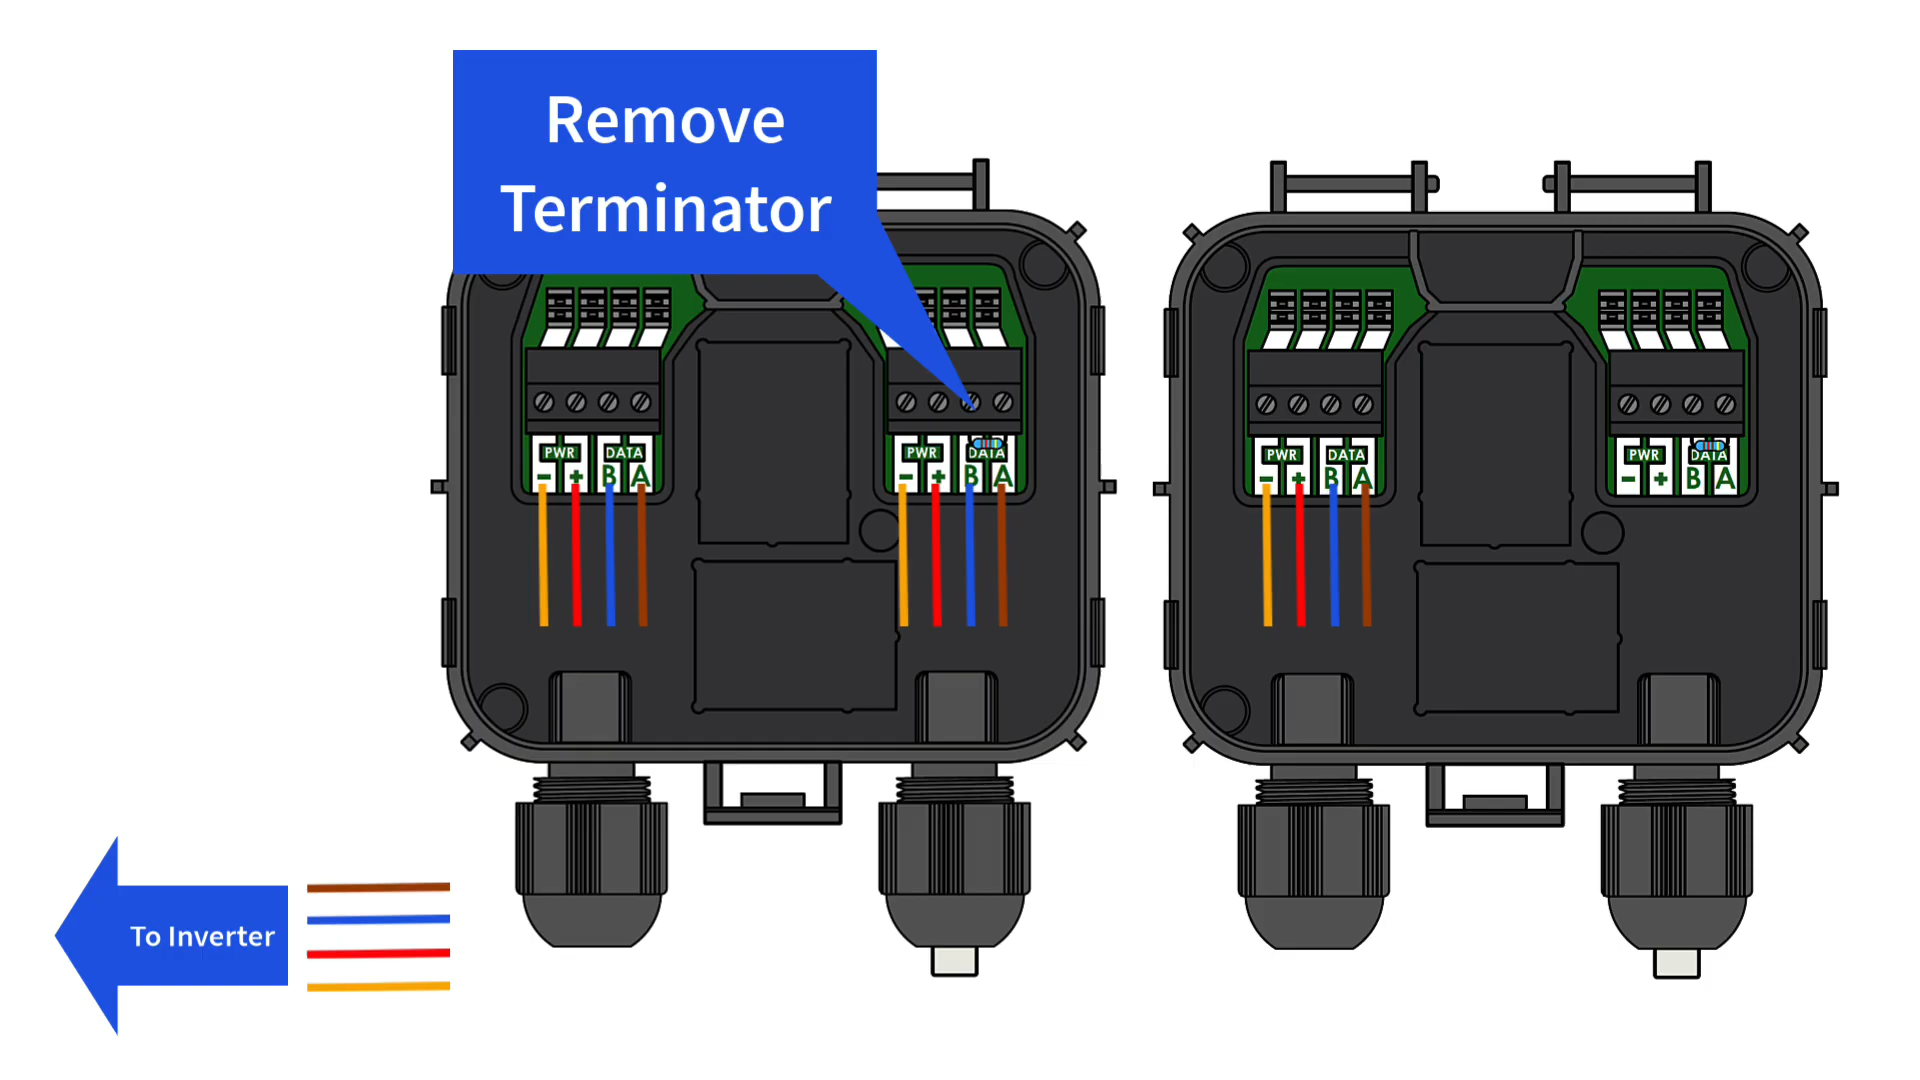 Remove
Terminator
PWR DATA
- + B A
PWR DATA
- + B A
PWR DATA
- + B A
PWR DATA
- + B A
To Inverter